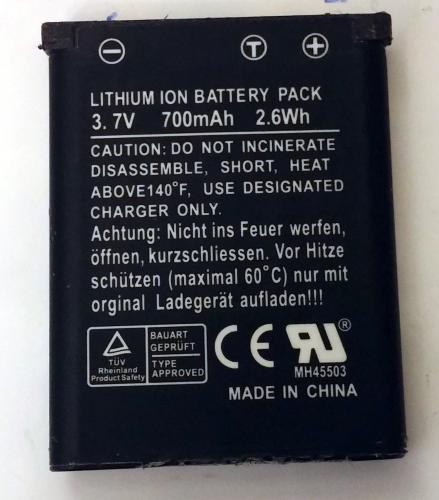 − T +
LITHIUM ION BATTERY PACK
3.7V 700mAh 2.6Wh
CAUTION: DO NOT INCINERATE
DISASSEMBLE, SHORT, HEAT
ABOVE140°F, USE DESIGNATED
CHARGER ONLY.
Achtung: Nicht ins Feuer werfen,
öffnen, kurzschliessen. Vor Hitze
schützen (maximal 60°C) nur mit
orginal Ladegerät aufladen!!!
TÜV
Rheinland
Product Safety
BAUART
GEPRÜFT
TYPE
APPROVED
CE RU ®
MH45503
MADE IN CHINA